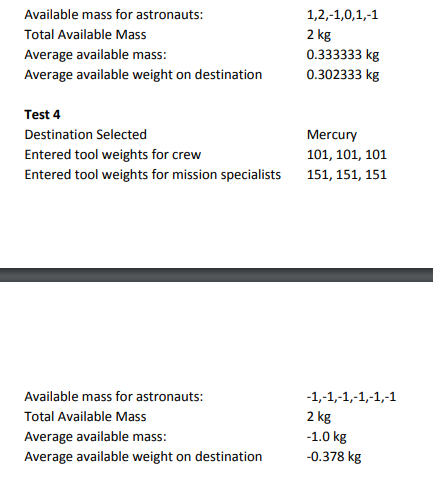 Available mass for astronauts: 1,2,-1,0,1,-1
Total Available Mass 2 kg
Average available mass: 0.333333 kg
Average available weight on destination 0.302333 kg
Test 4
Destination Selected Mercury
Entered tool weights for crew 101, 101, 101
Entered tool weights for mission specialists 151, 151, 151
Available mass for astronauts: -1,-1,-1,-1,-1,-1
Total Available Mass 2 kg
Average available mass: -1.0 kg
Average available weight on destination -0.378 kg